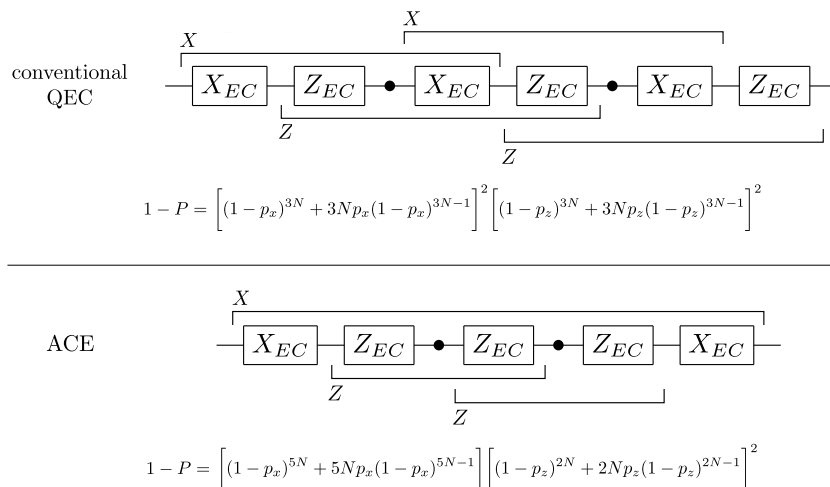 X
X
conventional
QEC
X_{EC} Z_{EC} X_{EC} Z_{EC} X_{EC} Z_{EC}
Z
Z
1 − P = [(1 − p_x)^{3N} + 3Np_x(1 − p_x)^{3N−1}]^2 [(1 − p_z)^{3N} + 3Np_z(1 − p_z)^{3N−1}]^2
X
ACE
X_{EC} Z_{EC} Z_{EC} Z_{EC} X_{EC}
Z
Z
1 − P = [(1 − p_x)^{5N} + 5Np_x(1 − p_x)^{5N−1}] [(1 − p_z)^{2N} + 2Np_z(1 − p_z)^{2N−1}]^2